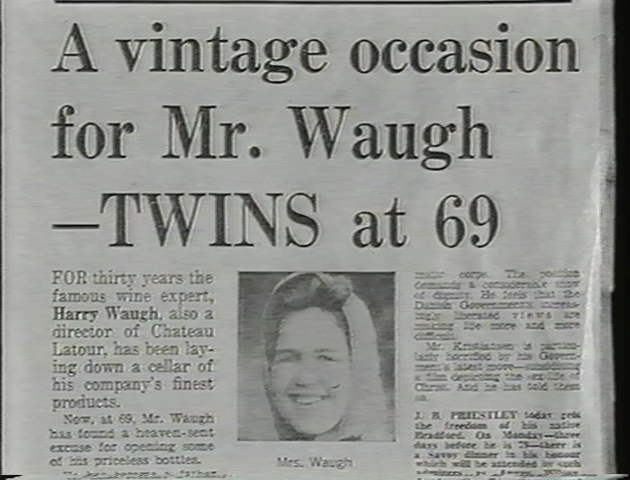 A vintage occasion
for Mr. Waugh
—TWINS at 69
FOR thirty years the
famous wine expert,
Harry Waugh, also a
director of Chateau
Latour, has been lay-
ing down a cellar of
his company's finest
products.
Now, at 69, Mr. Waugh
has found a heaven-sent
excuse for opening some
of his priceless bottles.
Mrs. Waugh
corps. The position
demands a considerable show
of dignity. He feels that the
Danish Government's increas-
ingly liberated views are
making life more and more
difficult.
Mr. Kristiansen is particu-
larly horrified by his Govern-
ment's latest move—subsidising
a film depicting the sex life of
Christ. And he has told them
so.
J. B. PRIESTLEY today gets
the freedom of his native
Bradford. On Monday—three
days before he is 79—there is
a Savoy dinner in his honour
which will be attended by such